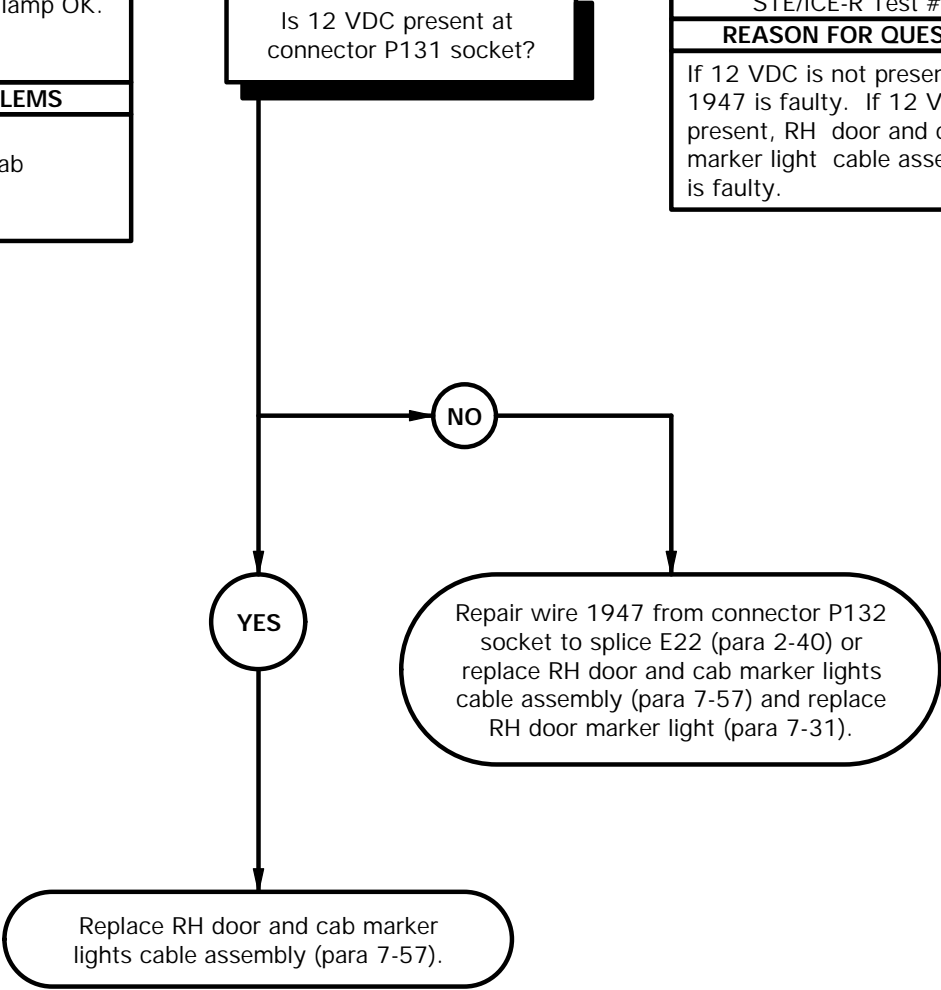 lamp OK.
LEMS
ab
Is 12 VDC present at
connector P131 socket?
STE/ICE-R Test #
REASON FOR QUES
If 12 VDC is not presen
1947 is faulty. If 12 V
present, RH door and
marker light cable asse
is faulty.
NO
YES
Repair wire 1947 from connector P132
socket to splice E22 (para 2-40) or
replace RH door and cab marker lights
cable assembly (para 7-57) and replace
RH door marker light (para 7-31).
Replace RH door and cab marker
lights cable assembly (para 7-57).